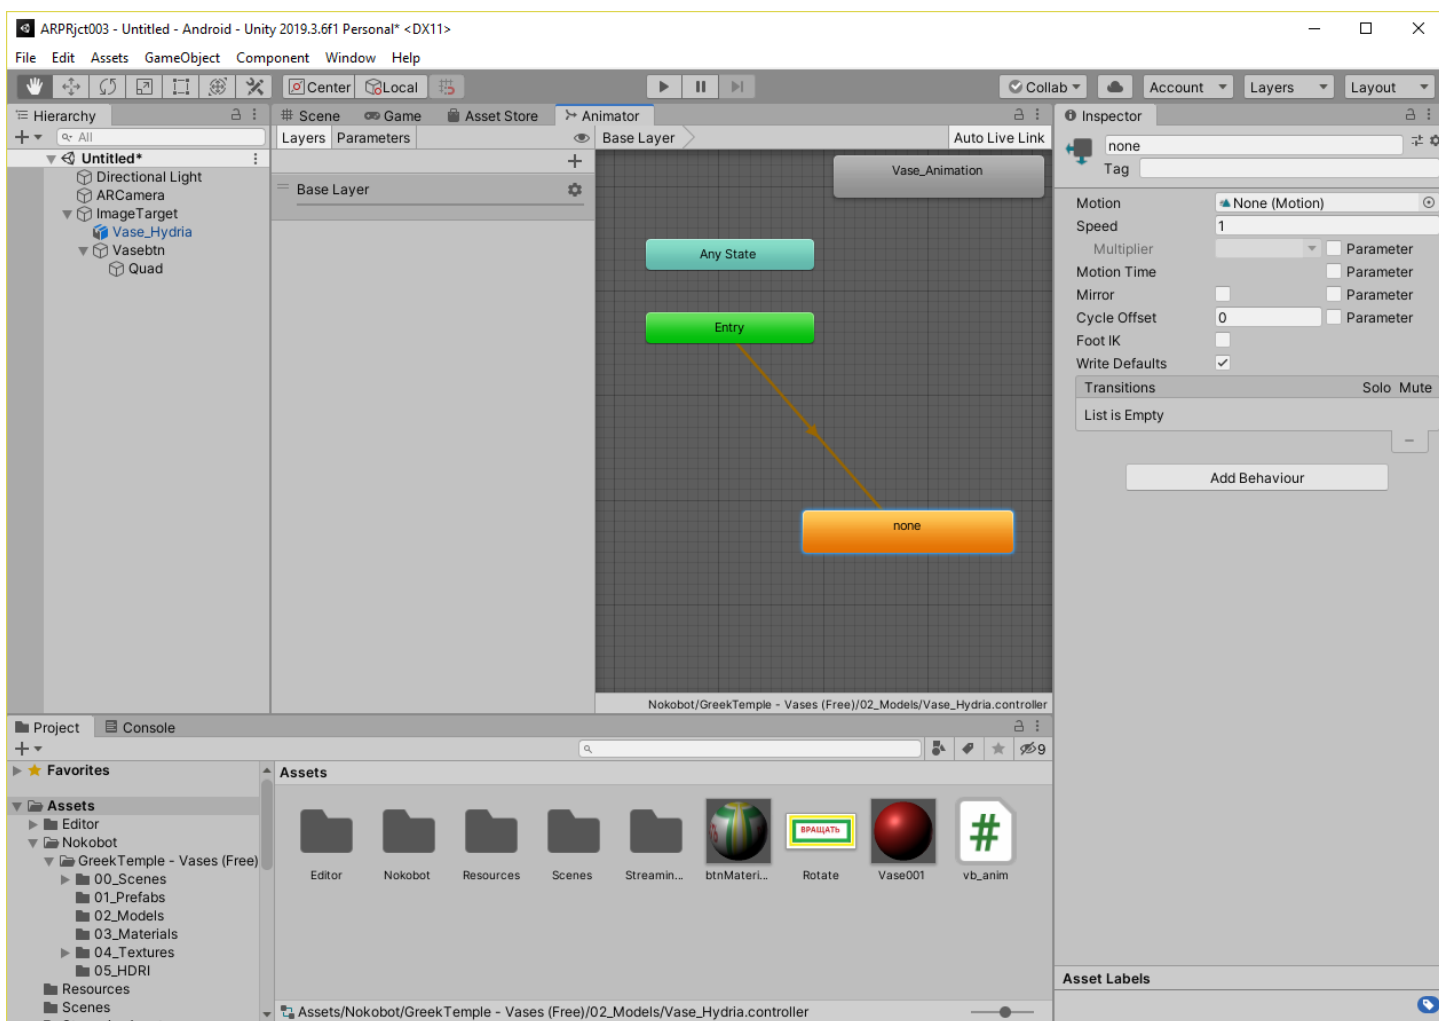 ARPRjct003 - Untitled - Android - Unity 2019.3.6f1 Personal* <DX11>
File Edit Assets GameObject Component Window Help
Center Local Collab Account Layers Layout
Hierarchy
All
Untitled*
Directional Light
ARCamera
ImageTarget
Vase_Hydria
Vasebtn
Quad
Scene Game Asset Store Animator
Layers Parameters Base Layer Auto Live Link
Base Layer
Vase_Animation
Any State
Entry
none
Nokobot/GreekTemple - Vases (Free)/02_Models/Vase_Hydria.controller
Inspector
none
Tag
Motion None (Motion)
Speed 1
Multiplier Parameter
Motion Time Parameter
Mirror Parameter
Cycle Offset 0 Parameter
Foot IK
Write Defaults
Transitions Solo Mute
List is Empty
Add Behaviour
Asset Labels
Project Console
9
Favorites
Assets
Editor
Nokobot
GreekTemple - Vases (Free)
00_Scenes
01_Prefabs
02_Models
03_Materials
04_Textures
05_HDRI
Resources
Scenes
Assets
ВРАЩАТЬ
Editor Nokobot Resources Scenes Streamin... btnMateri... Rotate Vase001 vb_anim
Assets/Nokobot/GreekTemple - Vases (Free)/02_Models/Vase_Hydria.controller